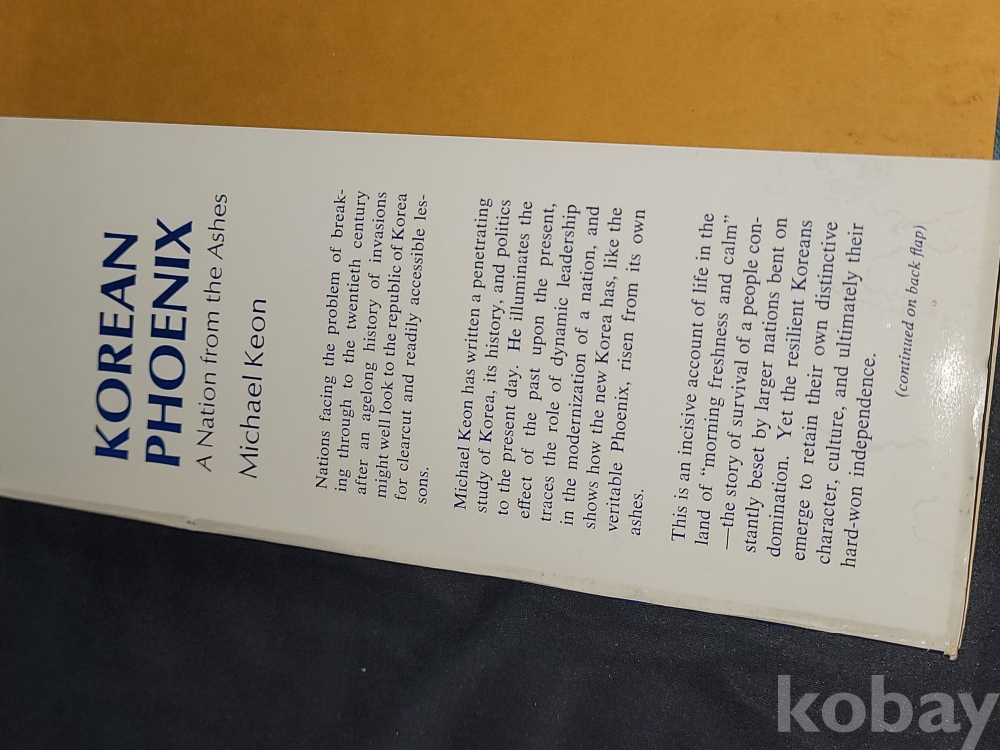 KOREAN
PHOENIX
A Nation from the Ashes
Michael Keon
Nations facing the problem of break-
ing through to the twentieth century
after an agelong history of invasions
might well look to the republic of Korea
for clearcut and readily accessible les-
sons.
Michael Keon has written a penetrating
study of Korea, its history, and politics
to the present day. He illuminates the
effect of the past upon the present,
traces the role of dynamic leadership
in the modernization of a nation, and
shows how the new Korea has, like the
veritable Phoenix, risen from its own
ashes.
This is an incisive account of life in the
land of “morning freshness and calm”
—the story of survival of a people con-
stantly beset by larger nations bent on
domination. Yet the resilient Koreans
emerge to retain their own distinctive
character, culture, and ultimately their
hard-won independence.
(continued on back flap)
kobay